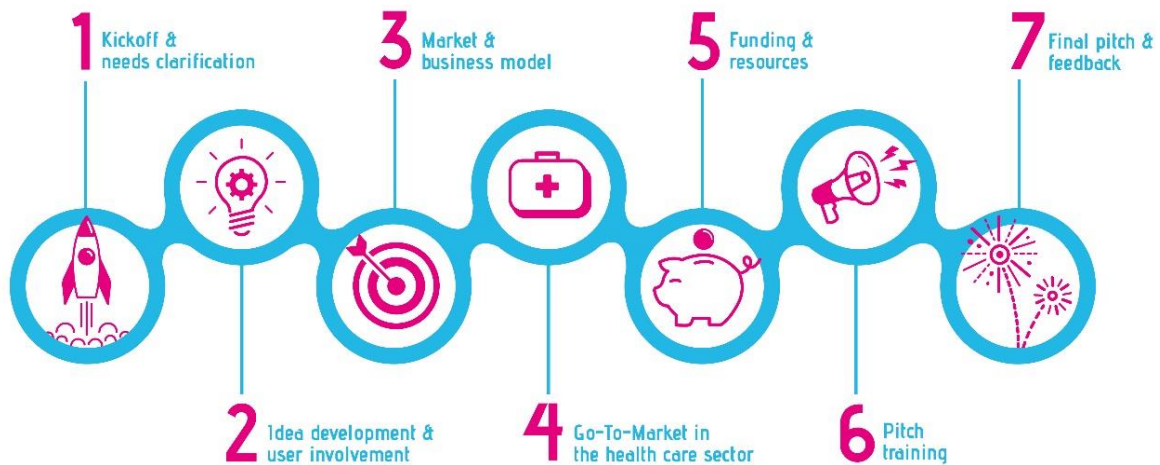 1 Kickoff &
needs clarification
2 Idea development &
user involvement
3 Market &
business model
4 Go-To-Market in
the health care sector
5 Funding &
resources
6 Pitch
training
7 Final pitch &
feedback